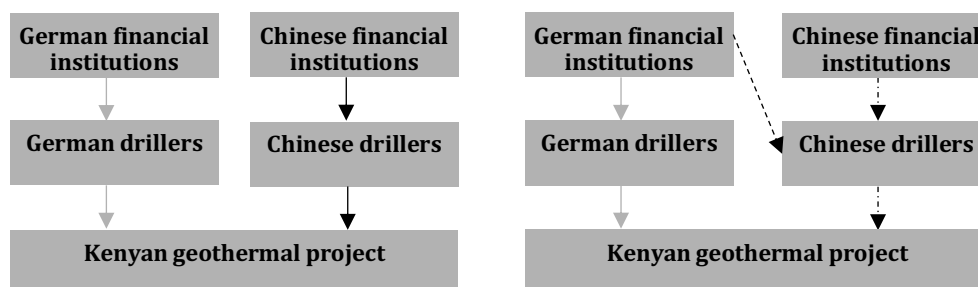 German financial
institutions
Chinese financial
institutions
German drillers
Chinese drillers
Kenyan geothermal project
German financial
institutions
Chinese financial
institutions
German drillers
Chinese drillers
Kenyan geothermal project